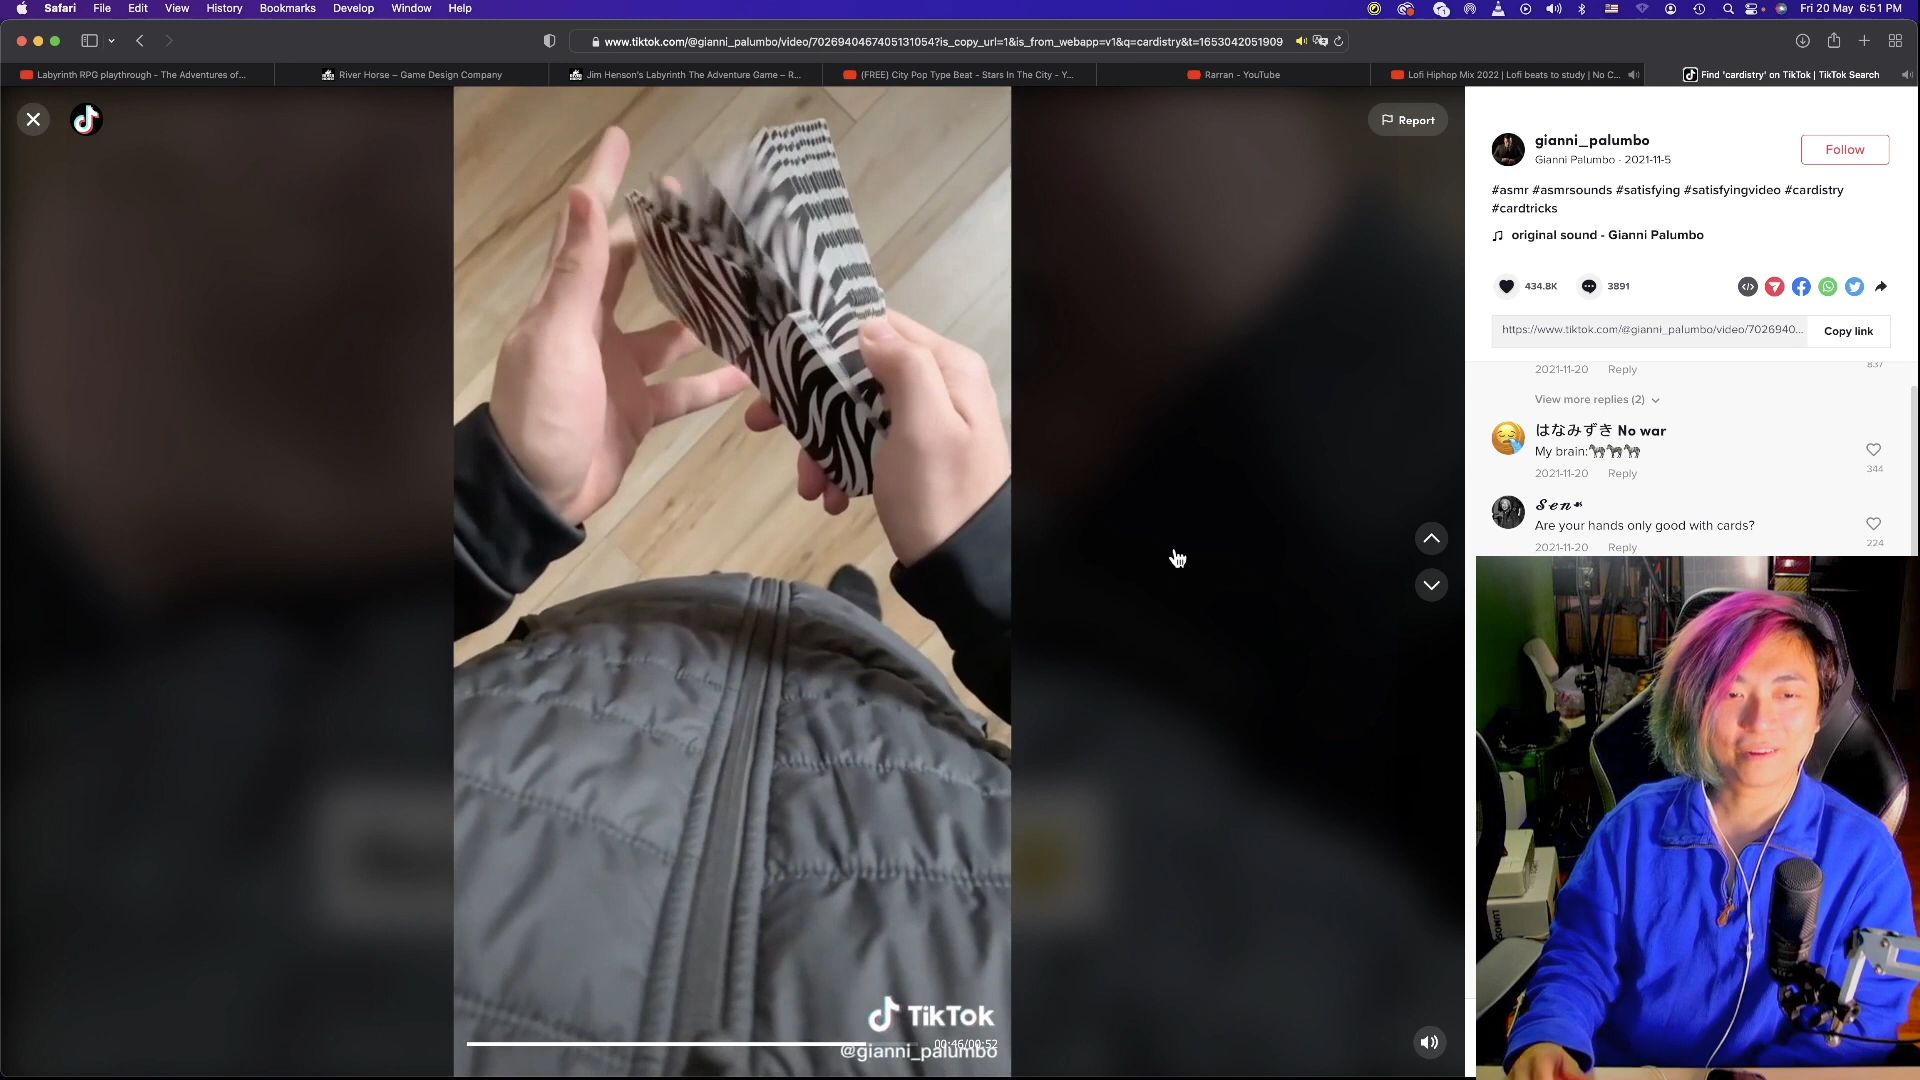 Safari File Edit View History Bookmarks Develop Window Help
Fri 20 May 6:51 PM
www.tiktok.com/@gianni_palumbo/video/7026940467405131054?is_copy_url=1&is_from_webapp=v1&q=cardistry&t=1653042051909
Labyrinth RPG playthrough - The Adventures of...
River Horse – Game Design Company
Jim Henson's Labyrinth The Adventure Game – R...
(FREE) City Pop Type Beat - Stars In The City - Y...
Rarran - YouTube
Lofi Hiphop Mix 2022 | Lofi beats to study | No C...
Find 'cardistry' on TikTok | TikTok Search
Report
gianni_palumbo
Gianni Palumbo · 2021-11-5
Follow
#asmr #asmrsounds #satisfying #satisfyingvideo #cardistry
#cardtricks
original sound - Gianni Palumbo
434.8K
3891
https://www.tiktok.com/@gianni_palumbo/video/7026940...
Copy link
2021-11-20 Reply
837
View more replies (2)
はなみずき No war
My brain:🦓🦓🦓
2021-11-20 Reply
344
𝓢𝓮𝓷
Are your hands only good with cards?
2021-11-20 Reply
224
TikTok
00:46/00:52
@gianni_palumbo